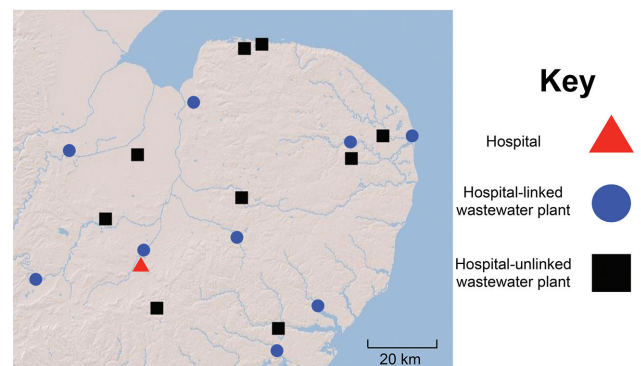 Key
Hospital
Hospital-linked
wastewater plant
Hospital-unlinked
wastewater plant
20 km